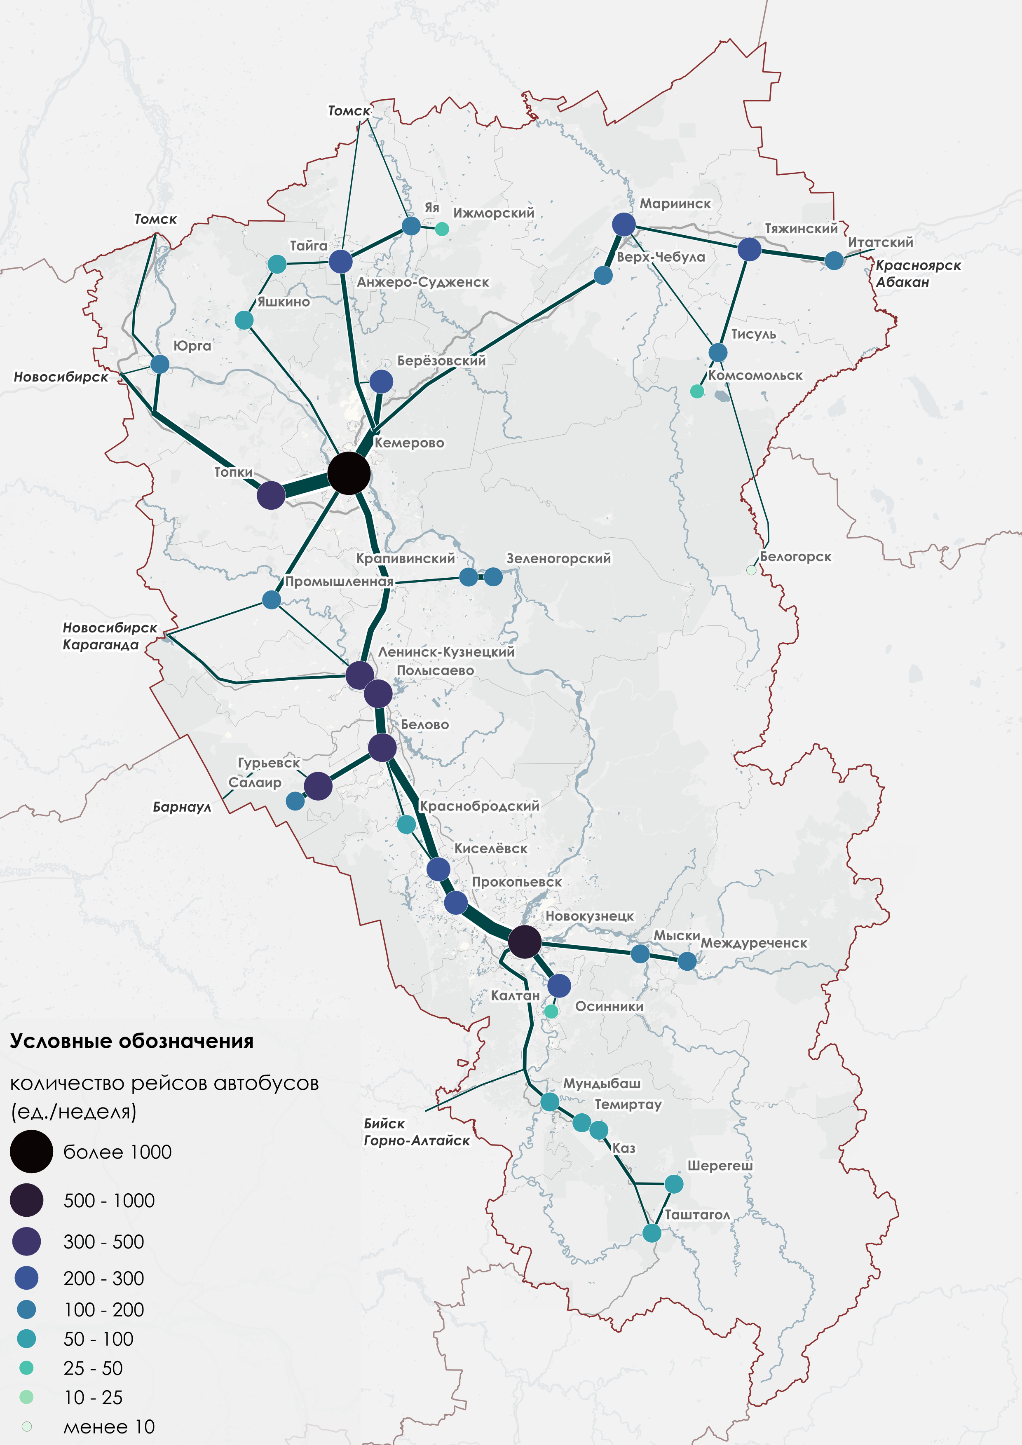 Томск
Яя
Ижморский
Мариинск
Томск
Тайга
Тяжинский
Итатский
Верх-Чебула
Красноярск
Абакан
Анжеро-Судженск
Яшкино
Тисуль
Юрга
Берёзовский
Новосибирск
Комсомольск
Кемерово
Топки
Крапивинский
Зеленогорский
Белогорск
Промышленная
Новосибирск
Караганда
Ленинск-Кузнецкий
Полысаево
Белово
Гурьевск
Салаир
Барнаул
Краснобродский
Киселёвск
Прокопьевск
Новокузнецк
Мыски
Междуреченск
Калтан
Осинники
Условные обозначения
количество рейсов автобусов
(ед./неделя)
более 1000
500 - 1000
300 - 500
200 - 300
100 - 200
50 - 100
25 - 50
10 - 25
менее 10
Мундыбаш
Темиртау
Бийск
Горно-Алтайск
Каз
Шерегеш
Таштагол